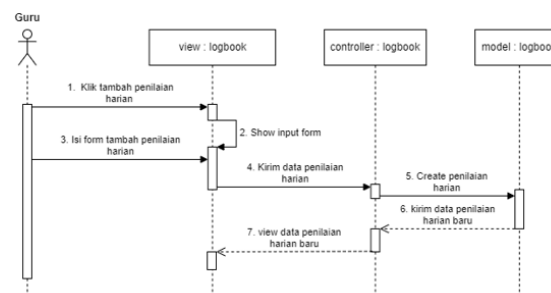 Guru
view : logbook
controller : logbook
model : logboo
1. Klik tambah penilaian
harian
2. Show input form
3. Isi form tambah penilaian
harian
4. Kirim data penilaian
harian
5. Create penilaian
harian
6. kirim data penilaian
harian baru
7. view data penilaian
harian baru